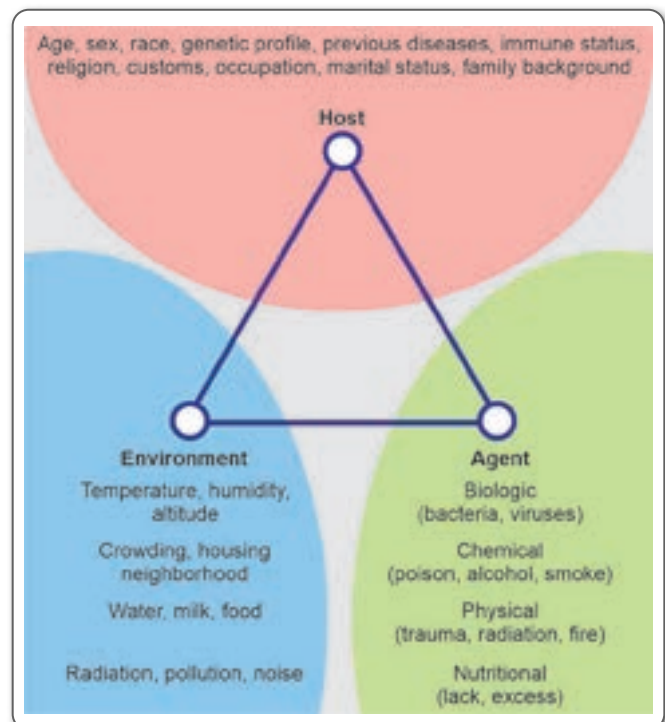 Age, sex, race, genetic profile, previous diseases, immune status,
religion, customs, occupation, marital status, family background
Host
Environment
Temperature, humidity,
altitude
Crowding, housing
neighborhood
Water, milk, food
Radiation, pollution, noise
Agent
Biologic
(bacteria, viruses)
Chemical
(poison, alcohol, smoke)
Physical
(trauma, radiation, fire)
Nutritional
(lack, excess)